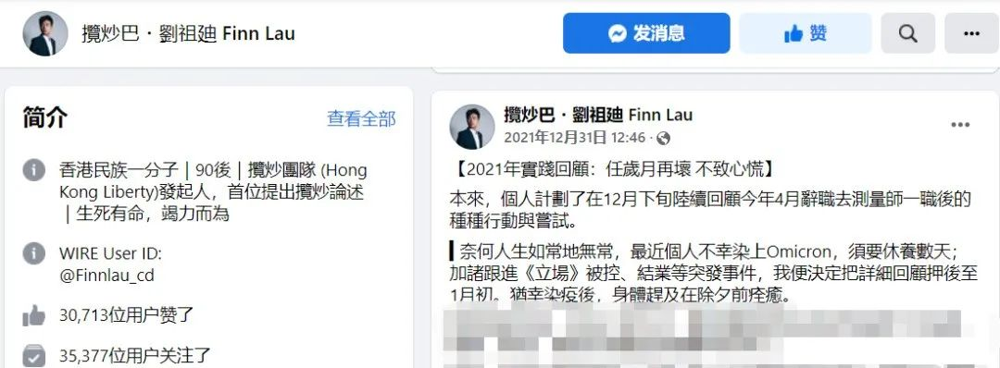 攬炒巴・劉祖廸 Finn Lau
发消息
赞
简介
查看全部
香港民族一分子｜90後｜攬炒團隊 (Hong
Kong Liberty)發起人，首位提出攬炒論述
｜生死有命，竭力而為
WIRE User ID:
@Finnlau_cd
30,713位用户赞了
35,377位用户关注了
攬炒巴・劉祖廸 Finn Lau
2021年12月31日 12:46 ·
【2021年實踐回顧：任歲月再壞 不致心慌】
本來，個人計劃了在12月下旬陸續回顧今年4月辭職去測量師一職後的
種種行動與嘗試。
▍奈何人生如常地無常，最近個人不幸染上Omicron，須要休養數天；
加諸跟進《立場》被控、結業等突發事件，我便決定把詳細回顧押後至
1月初。猶幸染疫後，身體趕及在除夕前痊癒。